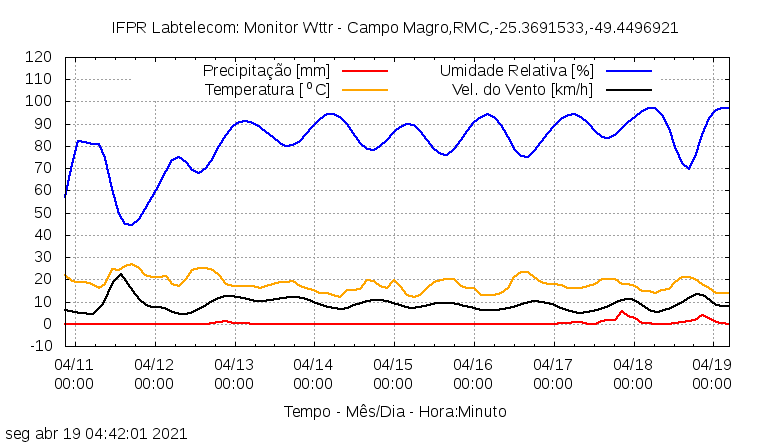 IFPR Labtelecom: Monitor Wttr - Campo Magro,RMC,-25.3691533,-49.4496921
120
110
100
90
80
70
60
50
40
30
20
10
0
-10
Precipitação [mm]
Temperatura [ ⁰C]
Umidade Relativa [%]
Vel. do Vento [km/h]
04/11 04/12 04/13 04/14 04/15 04/16 04/17 04/18 04/19
00:00 00:00 00:00 00:00 00:00 00:00 00:00 00:00 00:00
Tempo - Mês/Dia - Hora:Minuto
seg abr 19 04:42:01 2021